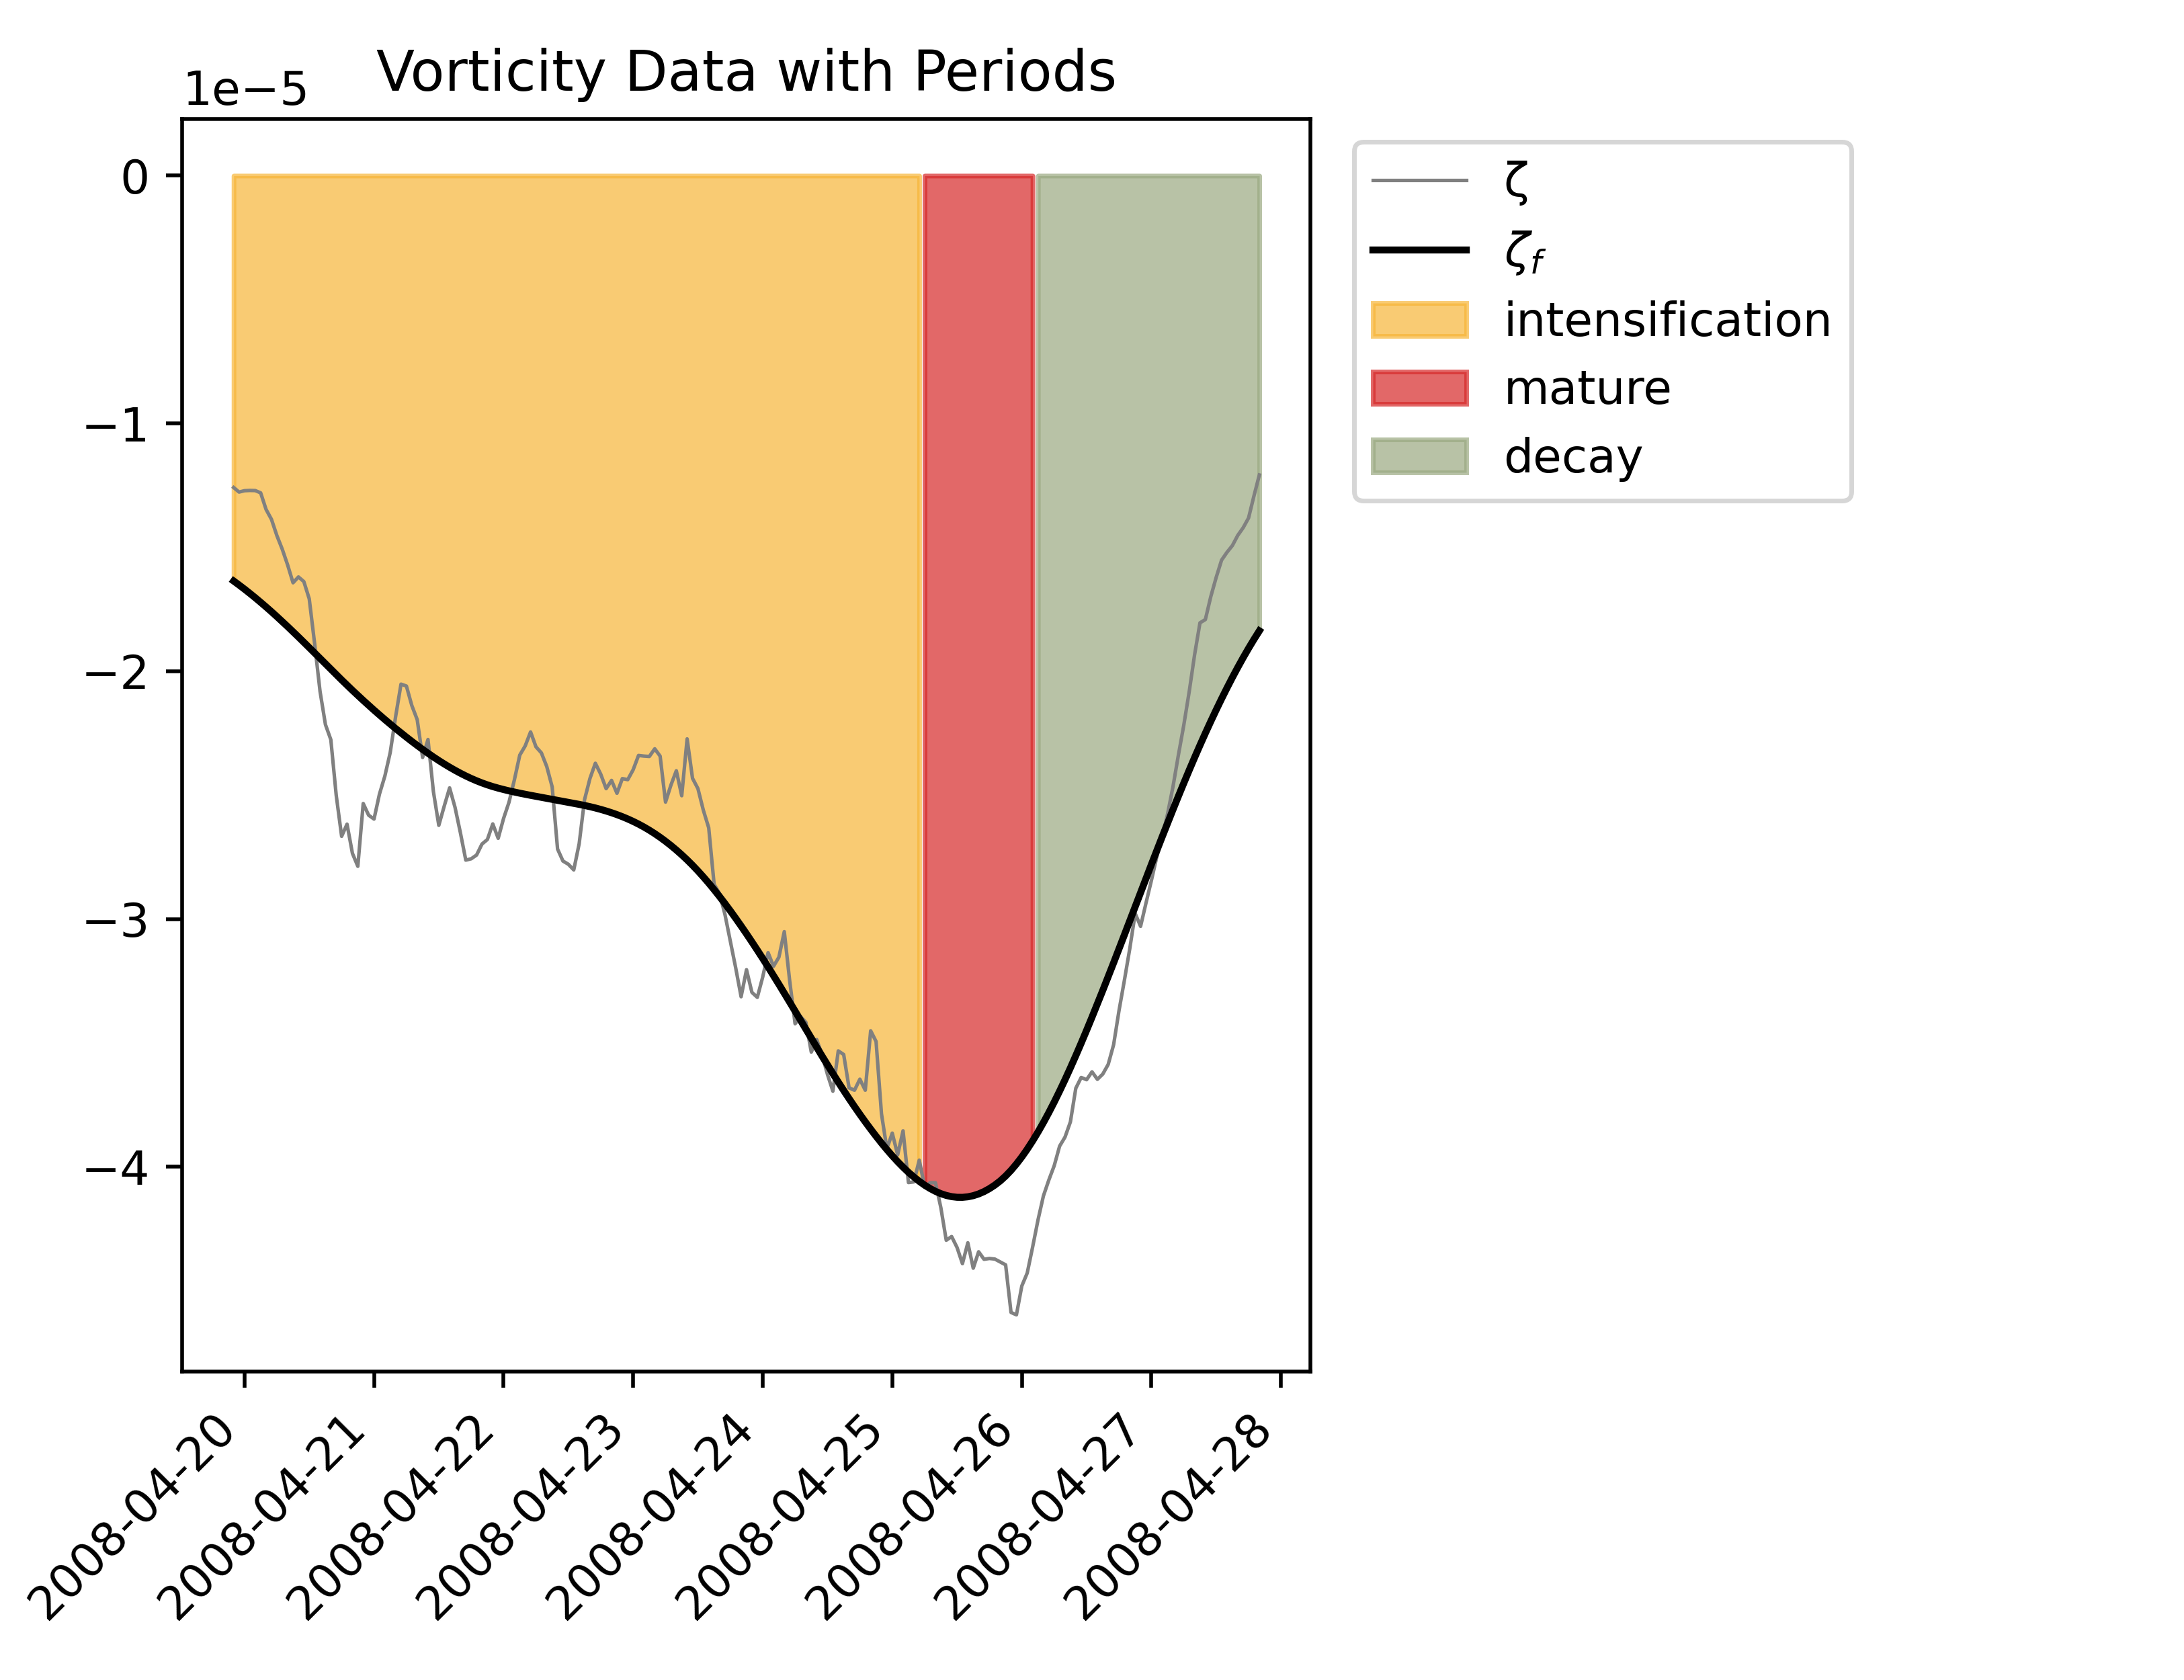 Vorticity Data with Periods
1e−5
0
−1
−2
−3
−4
2008-04-20
2008-04-21
2008-04-22
2008-04-23
2008-04-24
2008-04-25
2008-04-26
2008-04-27
2008-04-28
ζ
ζf
intensification
mature
decay